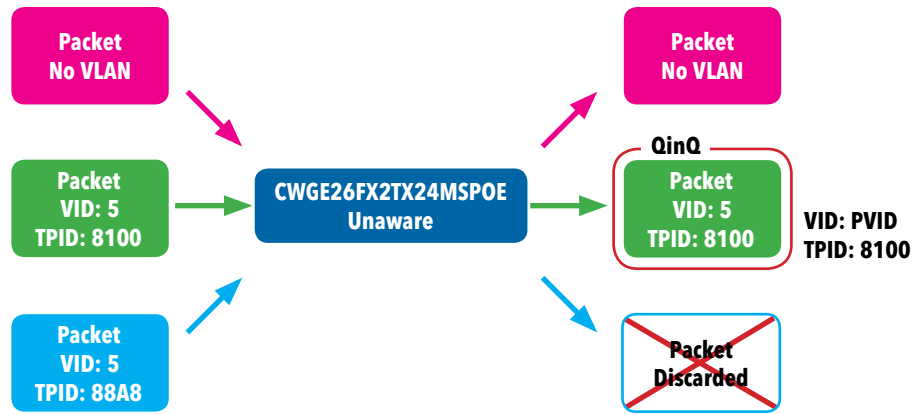 Packet
No VLAN
Packet
No VLAN
QinQ
Packet
VID: 5
TPID: 8100
CWGE26FX2TX24MSPOE
Unaware
Packet
VID: 5
TPID: 8100
VID: PVID
TPID: 8100
Packet
VID: 5
TPID: 88A8
Packet
Discarded